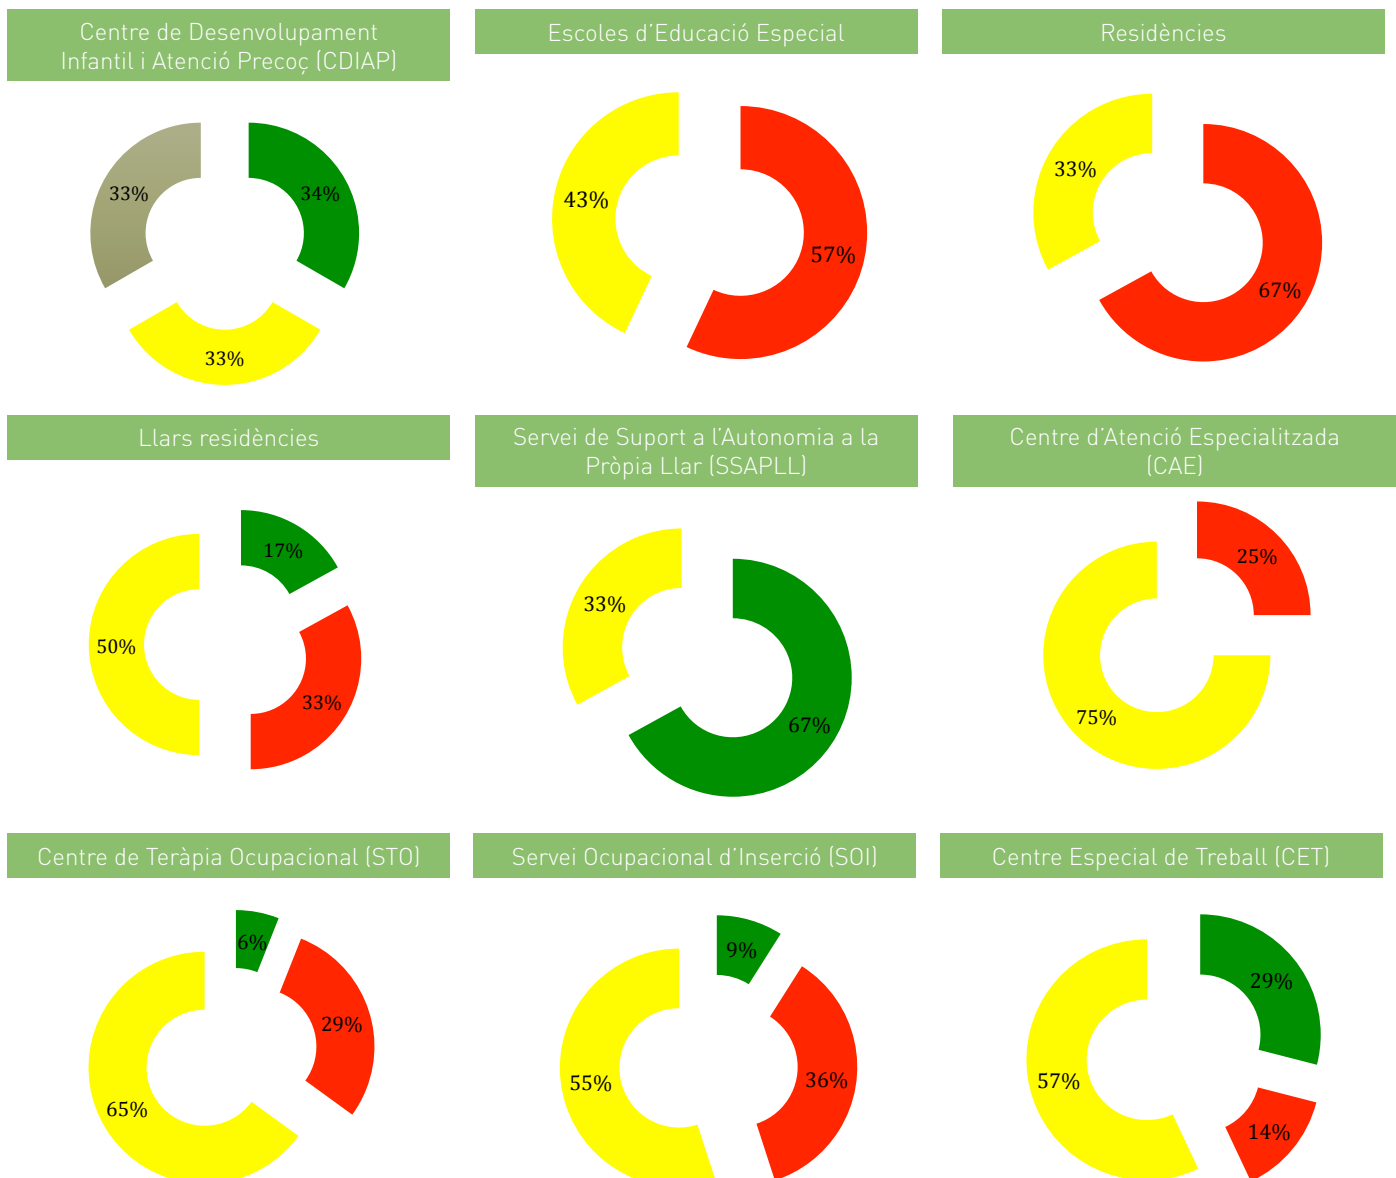 Centre de Desenvolupament
Infantil i Atenció Precoç (CDIAP)
33%
34%
33%
Escoles d'Educació Especial
43%
57%
Residències
33%
67%
Llars residències
17%
50%
33%
Servei de Suport a l'Autonomia a la
Pròpia Llar (SSAPLL)
33%
67%
Centre d'Atenció Especialitzada
(CAE)
25%
75%
Centre de Teràpia Ocupacional (STO)
6%
29%
65%
Servei Ocupacional d'Inserció (SOI)
9%
55%
36%
Centre Especial de Treball (CET)
29%
57%
14%